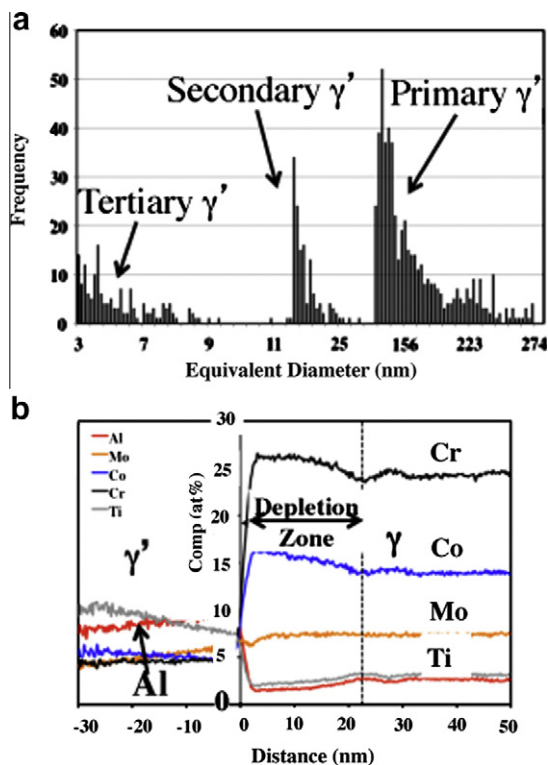 a
60
50
40
30
20
10
0
Frequency
Tertiary γ'
Secondary γ'
Primary γ'
3 7 9 11 25 156 223 274
Equivalent Diameter (nm)
b
Al
Mo
Co
Cr
Ti
γ'
Al
30
25
20
15
10
5
0
Comp (at%)
Depletion
Zone
γ
Cr
Co
Mo
Ti
-30 -20 -10 0 10 20 30 40 50
Distance (nm)